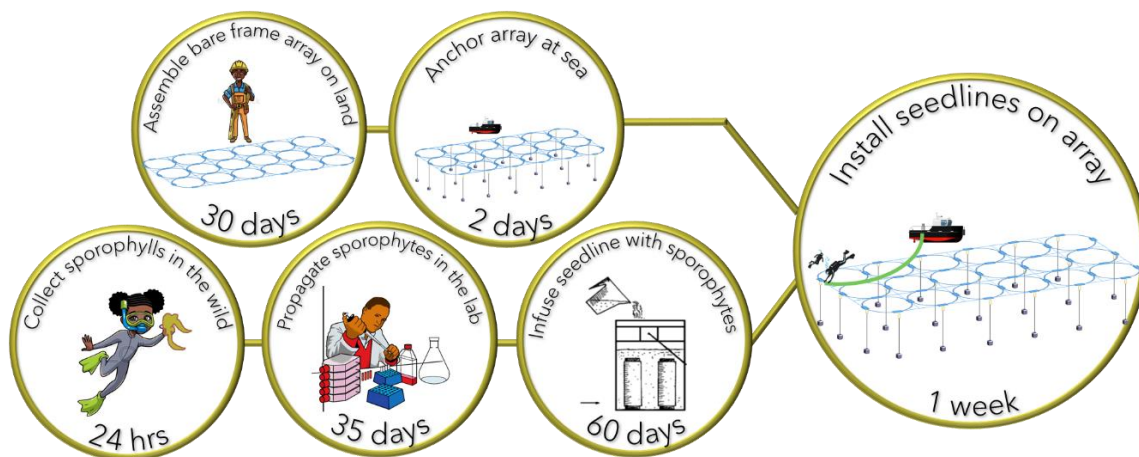 Assemble bare frame array on land
30 days
Anchor array at sea
2 days
Collect sporophylls in the wild
24 hrs
Propagate sporophytes in the lab
35 days
Infuse seedline with sporophytes
60 days
Install seedlines on array
1 week